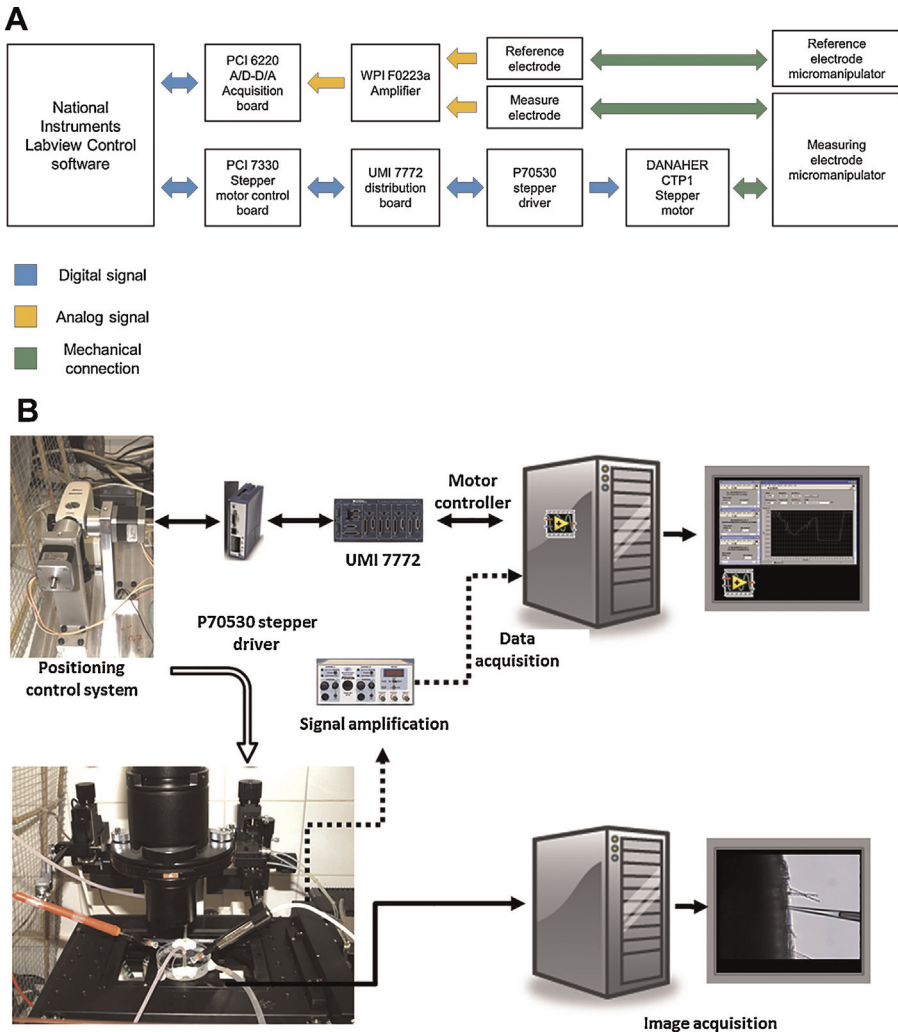 A
National
Instruments
Labview Control
software
PCI 6220
A/D-D/A
Acquisition
board
WPI F0223a
Amplifier
Reference
electrode
Measure electrode
Reference
electrode
micromanipulator
PCI 7330
Stepper
motor control
board
UMI 7772
distribution
board
P70530
stepper
driver
DANAHER
CTP1
Stepper
motor
Measuring
electrode
micromanipulator
Digital signal
Analog signal
Mechanical
connection
B
Motor
controller
UMI 7772
P70530 stepper
driver
Positioning
control system
Data
acquisition
Signal amplification
Image acquisition